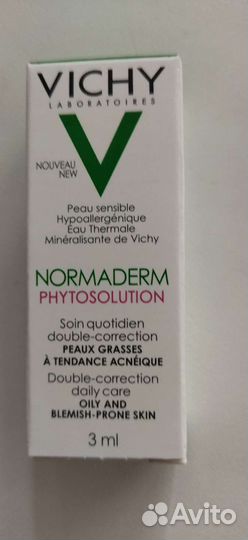 VICHY
LABORATOIRES
NOUVEAU
NEW
Peau sensible
Hypoallergénique
Eau Thermale
Minéralisante de Vichy
NORMADERM
PHYTOSOLUTION
Soin quotidien
double-correction
PEAUX GRASSES
À TENDANCE ACNÉIQUE
Double-correction
daily care
OILY AND
BLEMISH-PRONE SKIN
3 ml
Avito